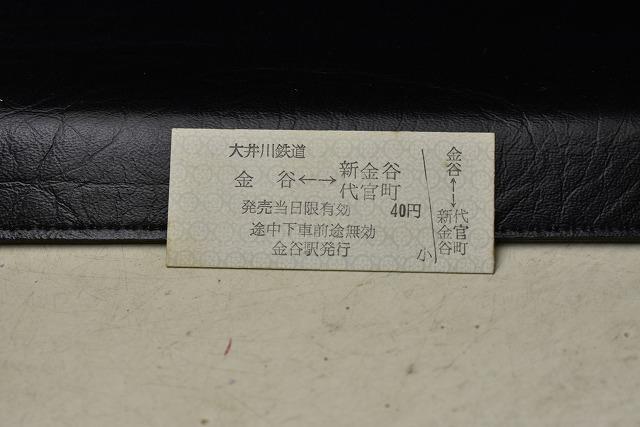 大井川鉄道
金谷←→新金谷
代官町
発売当日限有効 40円
途中下車前途無効
金谷駅発行
小
金谷←→
代官町
新金谷